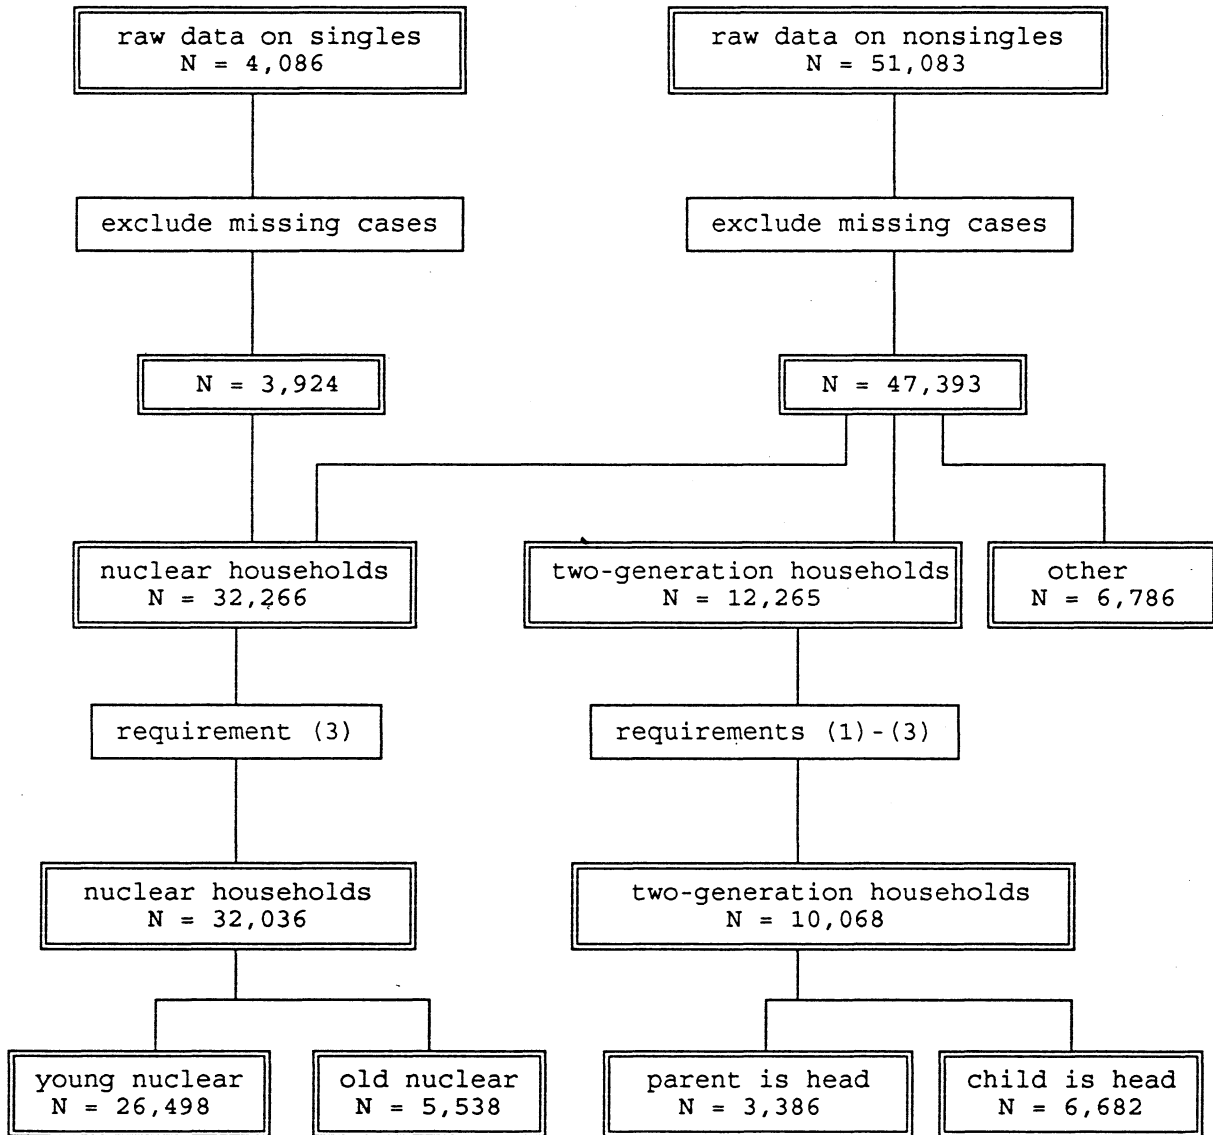 raw data on singles
N = 4,086
raw data on nonsingles
N = 51,083
exclude missing cases
exclude missing cases
N = 3,924
N = 47,393
nuclear households
N = 32,266
two-generation households
N = 12,265
other
N = 6,786
requirement (3)
requirements (1)-(3)
nuclear households
N = 32,036
two-generation households
N = 10,068
young nuclear
N = 26,498
old nuclear
N = 5,538
parent is head
N = 3,386
child is head
N = 6,682